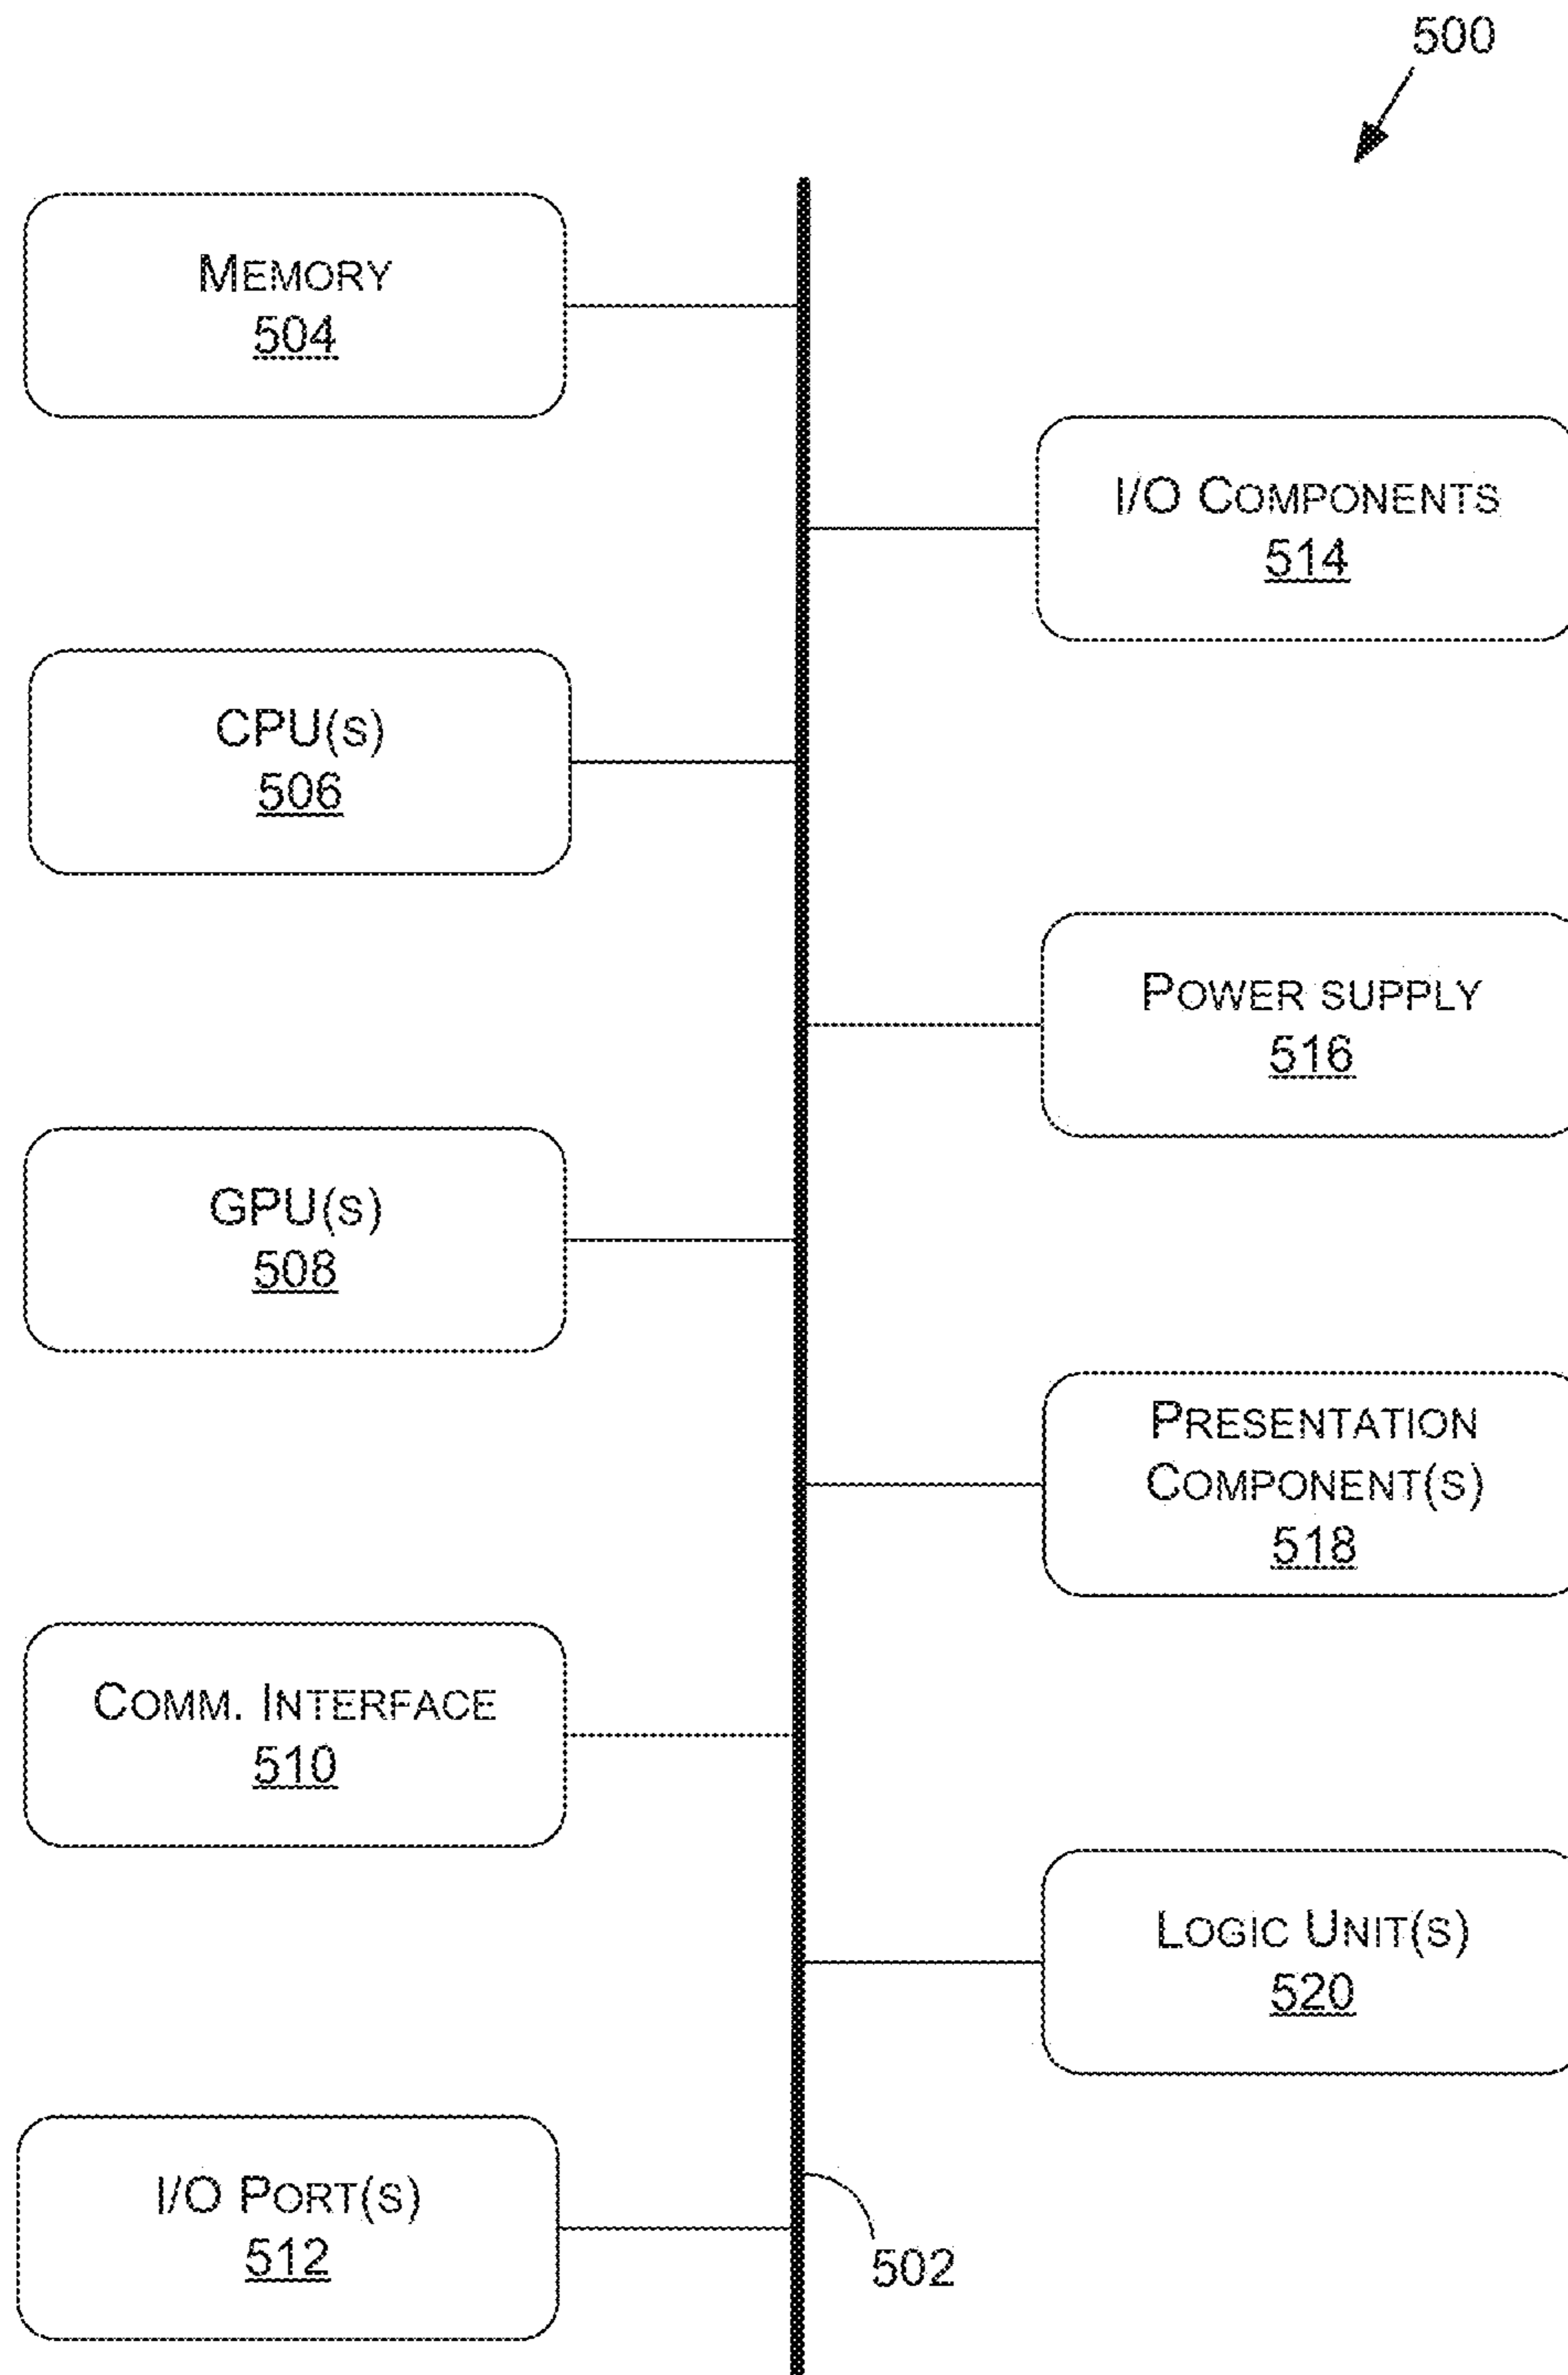 500
MEMORY
504
I/O COMPONENTS
514
CPU(s)
506
POWER SUPPLY
516
GPU(s)
508
PRESENTATION
COMPONENT(S)
518
COMM. INTERFACE
510
LOGIC UNIT(S)
520
I/O PORT(S)
512
502